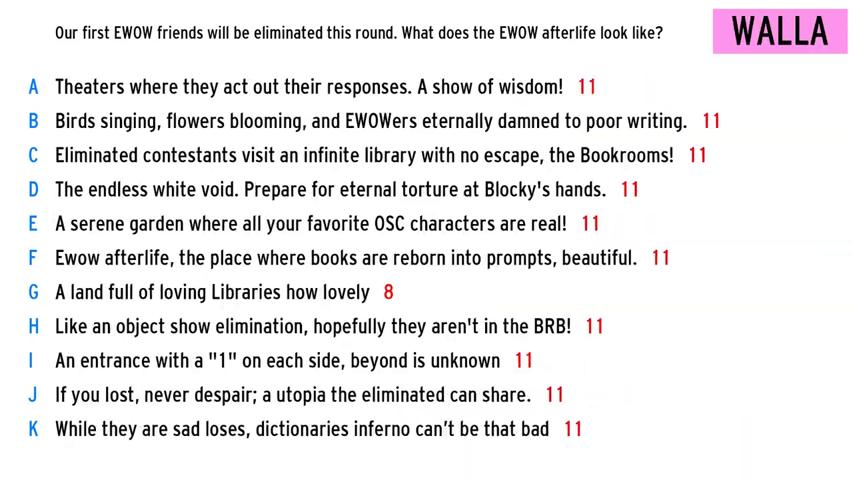 Our first EWOW friends will be eliminated this round. What does the EWOW afterlife look like?
WALLA
A Theaters where they act out their responses. A show of wisdom! 11
B Birds singing, flowers blooming, and EWOWers eternally damned to poor writing. 11
C Eliminated contestants visit an infinite library with no escape, the Bookrooms! 11
D The endless white void. Prepare for eternal torture at Blocky's hands. 11
E A serene garden where all your favorite OSC characters are real! 11
F Ewow afterlife, the place where books are reborn into prompts, beautiful. 11
G A land full of loving Libraries how lovely 8
H Like an object show elimination, hopefully they aren't in the BRB! 11
I An entrance with a "1" on each side, beyond is unknown 11
J If you lost, never despair; a utopia the eliminated can share. 11
K While they are sad loses, dictionaries inferno can’t be that bad 11